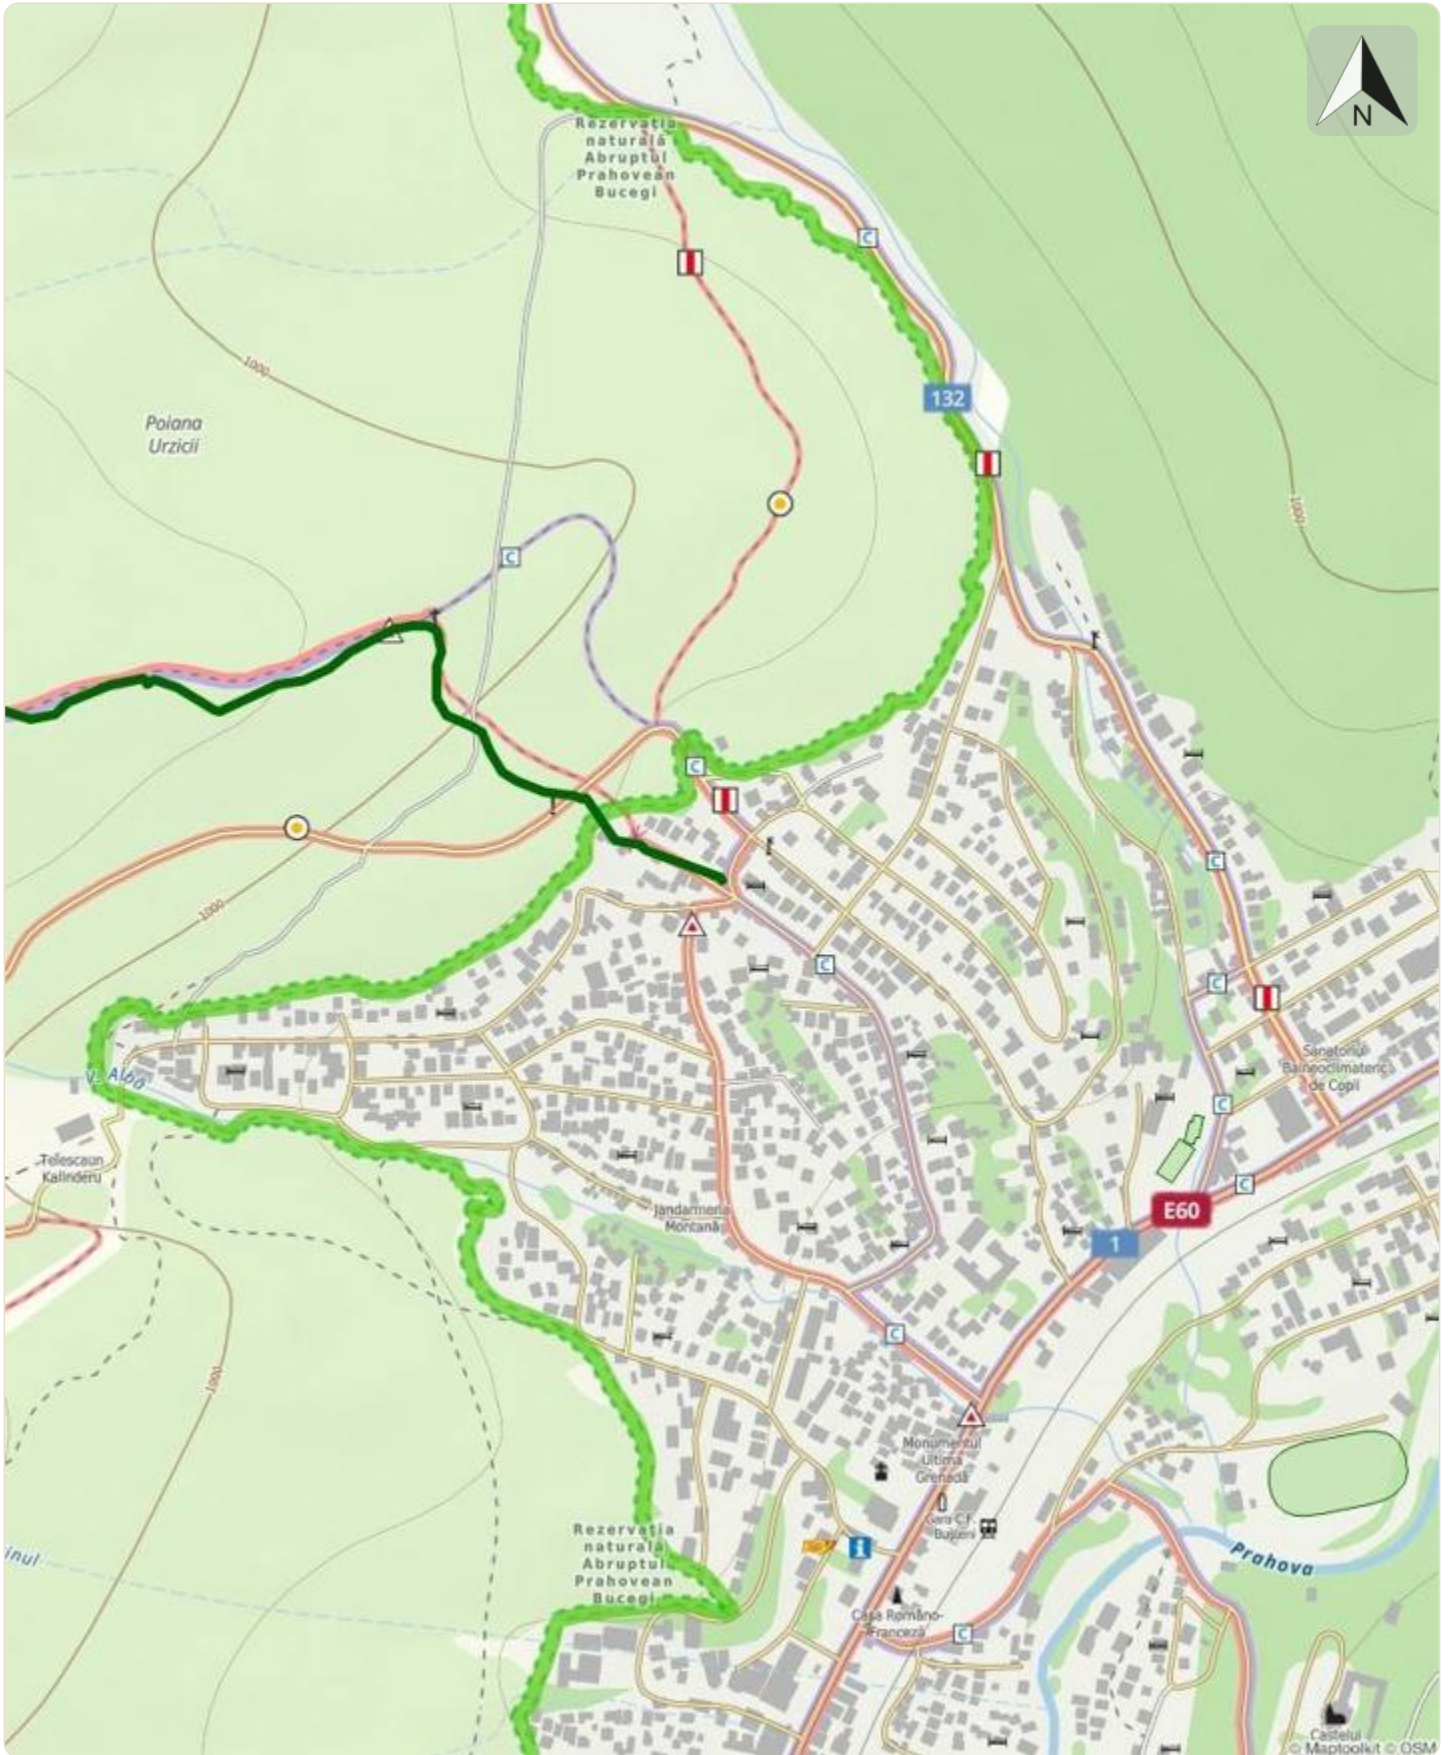 N
Rezervația
naturală
Abruptul
Prahovean
Bucegi
C
132
1000
Poiana
Urzicii
1000
C
C
C
1000
C
C
Sanatoriul
Balneoclimateric
de Copii
V. Albă
C
Telescaun
Kalinderu
C
Jandarmeria
Montană
E60
1
C
1000
Monumentul
Ultima
Grenadă
Gara C.F.
Bușteni
Rezervația
naturală
Abruptul
Prahovean
Bucegi
inul
Prahova
Casa Româno-
Franceză
C
Castelul
© Maptoolkit © OSM